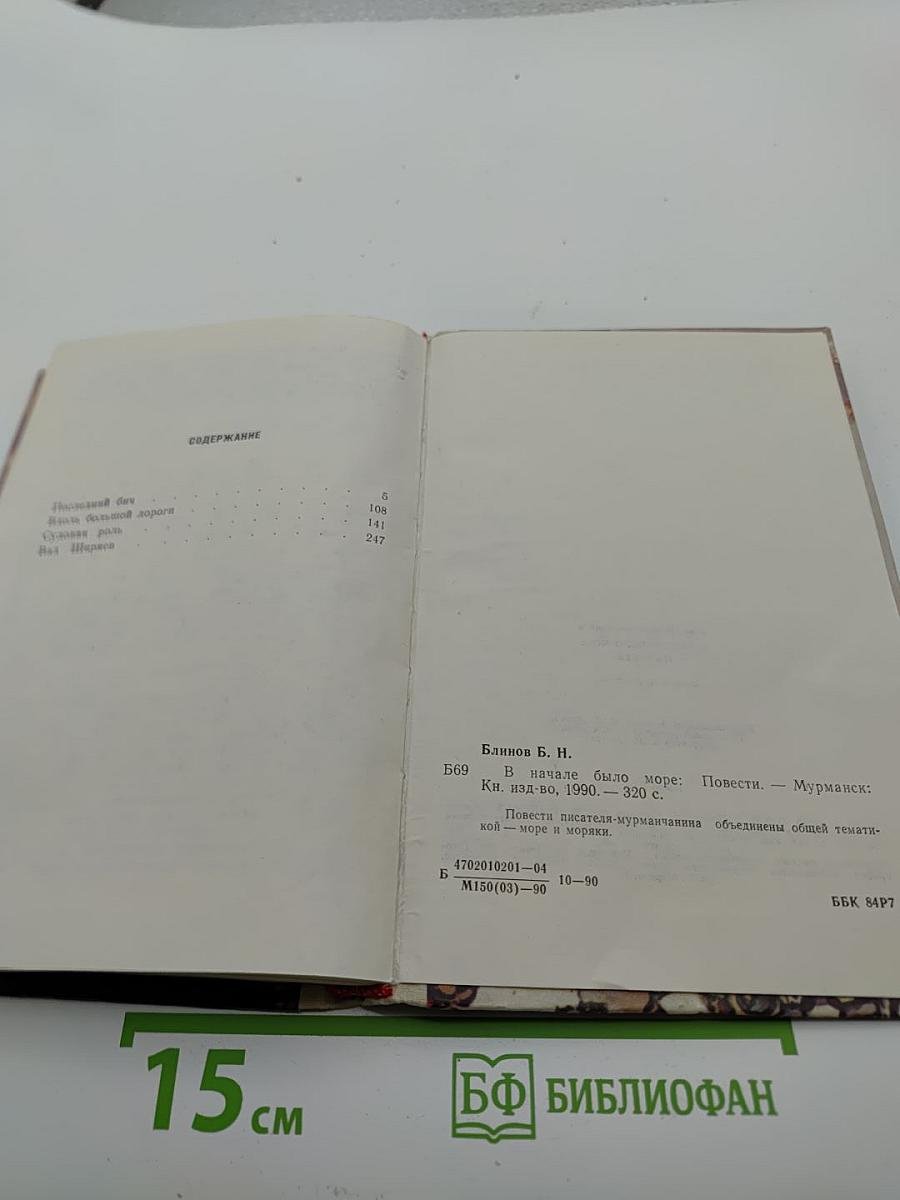 СОДЕРЖАНИЕ
Последний бич . . . . . . . . 5
Вдоль большой дороги . . . . . . . 108
Судовая роль . . . . . . . . 141
Вал Ширяев . . . . . . . . 247
Блинов Б. Н.
Б69 В начале было море: Повести. — Мурманск:
Кн. изд-во, 1990. — 320 с.
Повести писателя-мурманчанина объединены общей темати-
кой — море и моряки.
Б 4702010201—04 10—90
М150(03)—90
ББК 84Р7
15 см
БФ БИБЛИОФАН